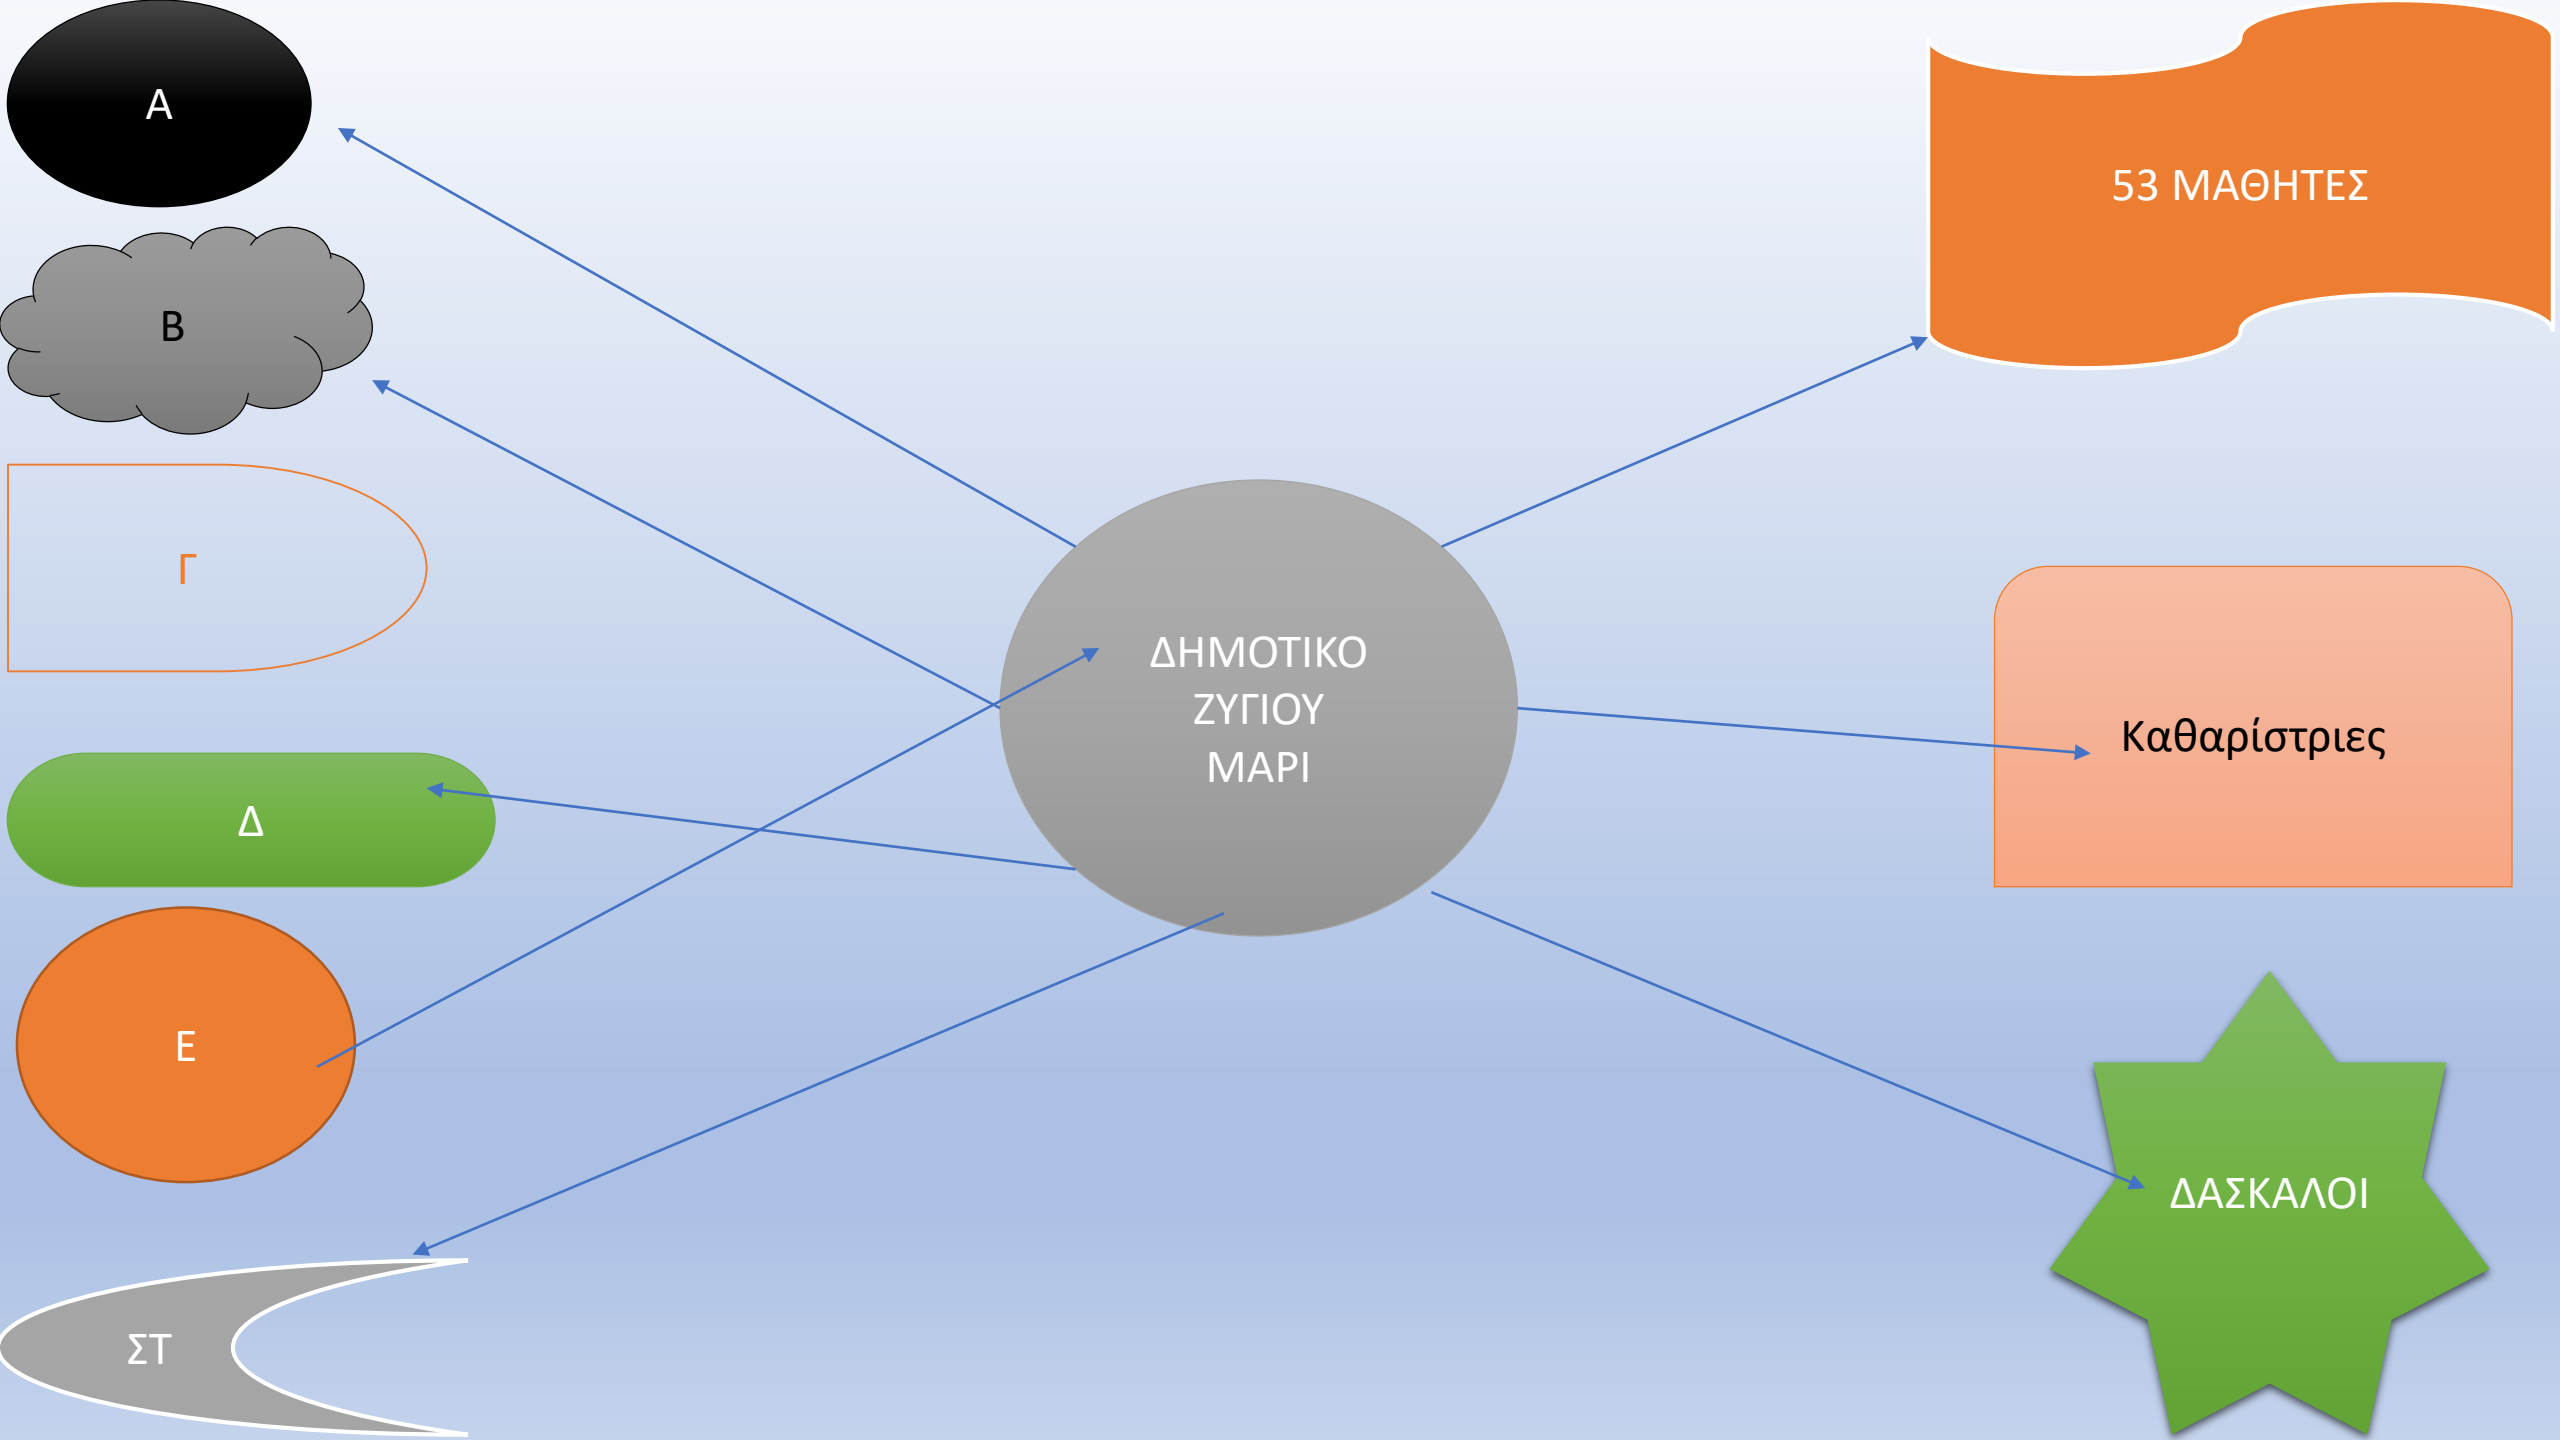 Α
Β
Γ
Δ
Ε
ΣΤ
ΔΗΜΟΤΙΚΟ
ΖΥΓΙΟΥ
ΜΑΡΙ
53 ΜΑΘΗΤΕΣ
Καθαρίστριες
ΔΑΣΚΑΛΟΙ